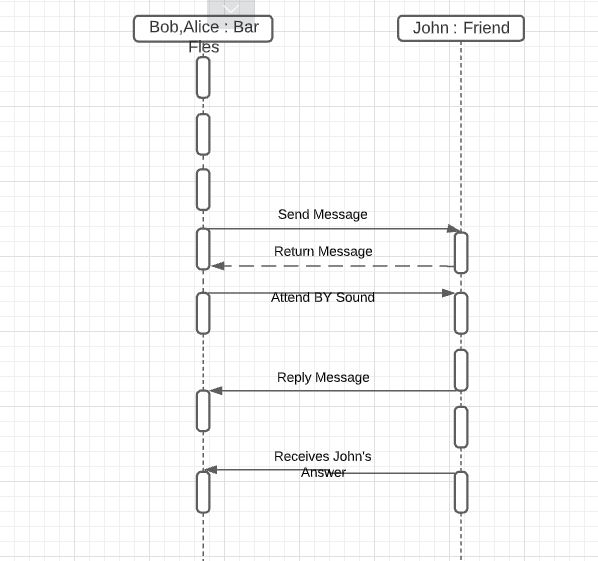 Bob,Alice : Bar
Fles
John : Friend
Send Message
Return Message
Attend BY Sound
Reply Message
Receives John's
Answer